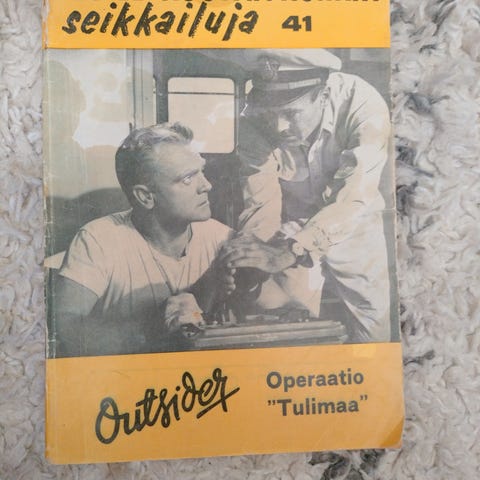 seikkailuja 41
Outsider
Operaatio
"Tulimaa"